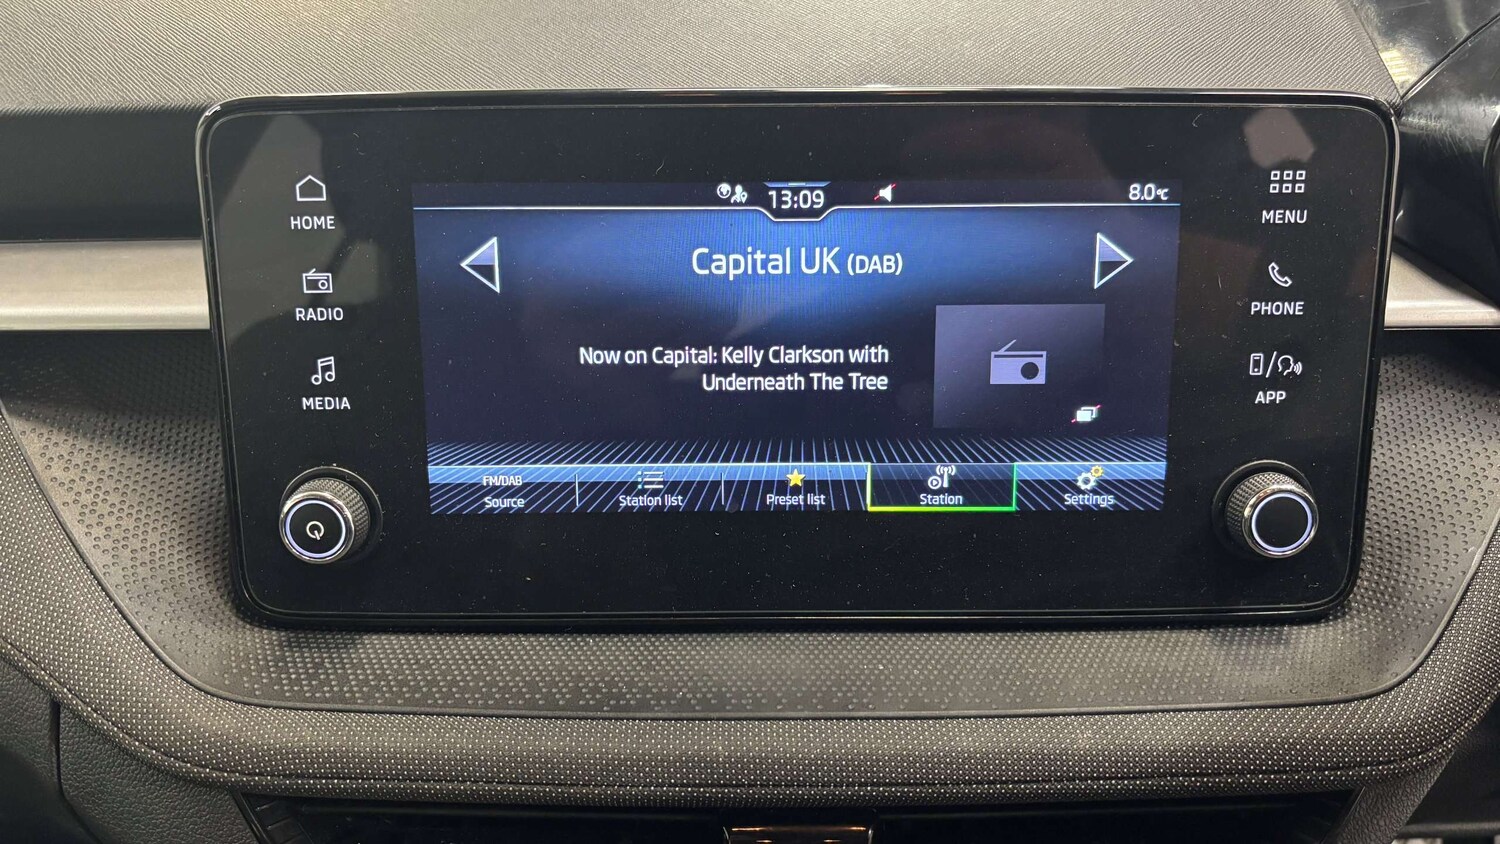 13:09
8.0°C
HOME
MENU
Capital UK (DAB)
RADIO
PHONE
Now on Capital: Kelly Clarkson with
Underneath The Tree
MEDIA
APP
FM/DAB
Source
Station list
Preset list
Station
Settings